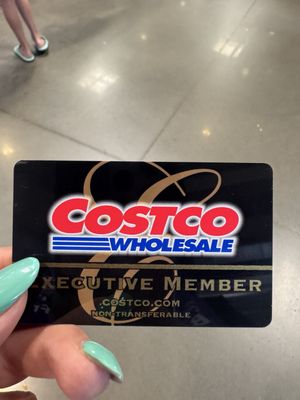 COSTCO
WHOLESALE
EXECUTIVE MEMBER
COSTCO.COM
NON-TRANSFERABLE